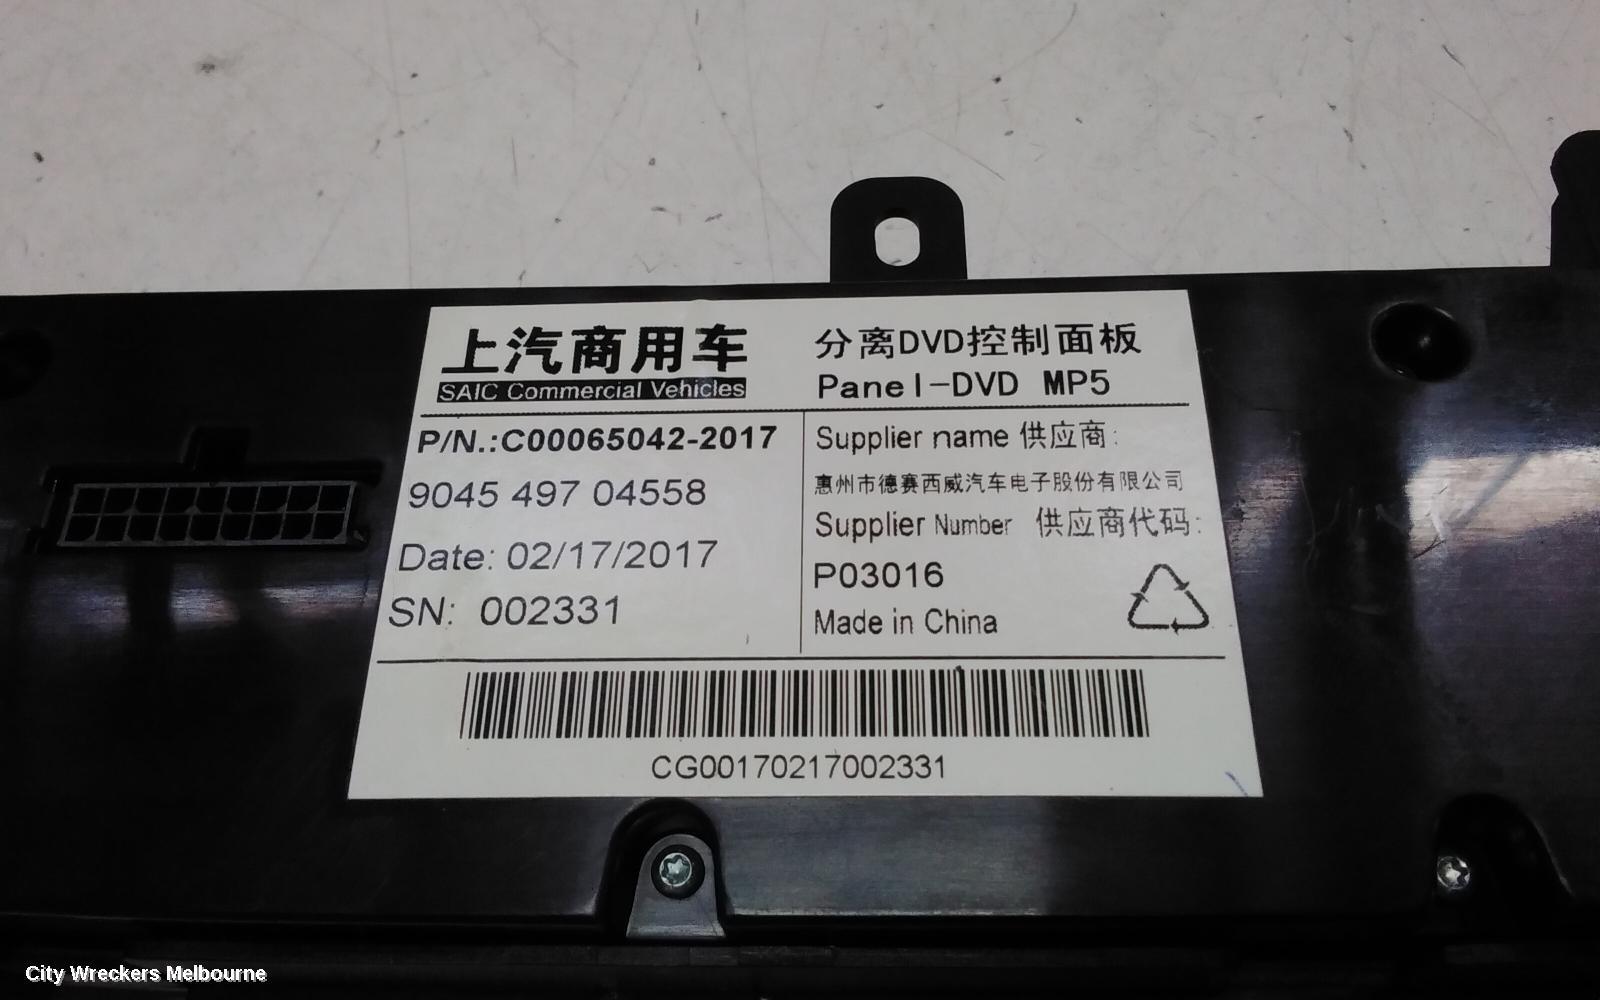 上汽商用车
SAIC Commercial Vehicles
分离DVD控制面板
Panel-DVD MP5
P/N.:C00065042-2017
9045 497 04558
Date: 02/17/2017
SN: 002331
Supplier name 供应商:
惠州市德赛西威汽车电子股份有限公司
Supplier Number 供应商代码:
P03016
Made in China
CG00170217002331
City Wreckers Melbourne